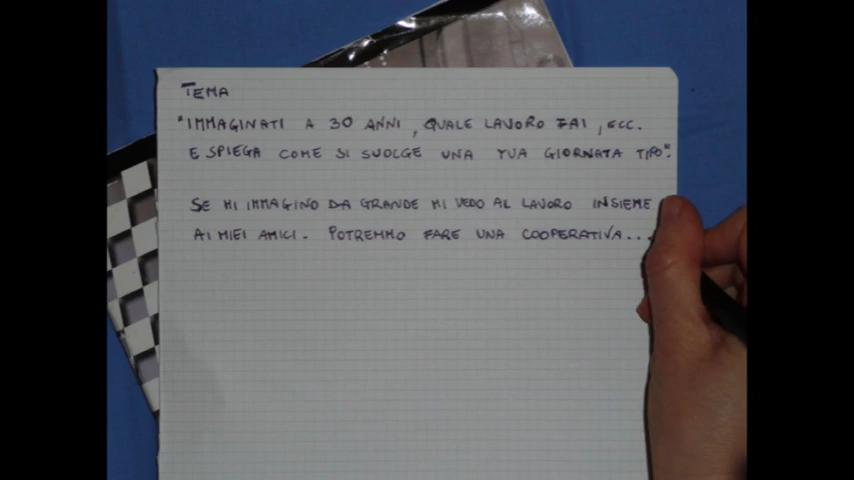 TEMA
"IMMAGINATI A 30 ANNI, QUALE LAVORO FAI, ECC.
E SPIEGA COME SI SVOLGE UNA TUA GIORNATA TIPO".
SE MI IMMAGINO DA GRANDE MI VEDO AL LAVORO INSIEME
AI MIEI AMICI. POTREMMO FARE UNA COOPERATIVA...